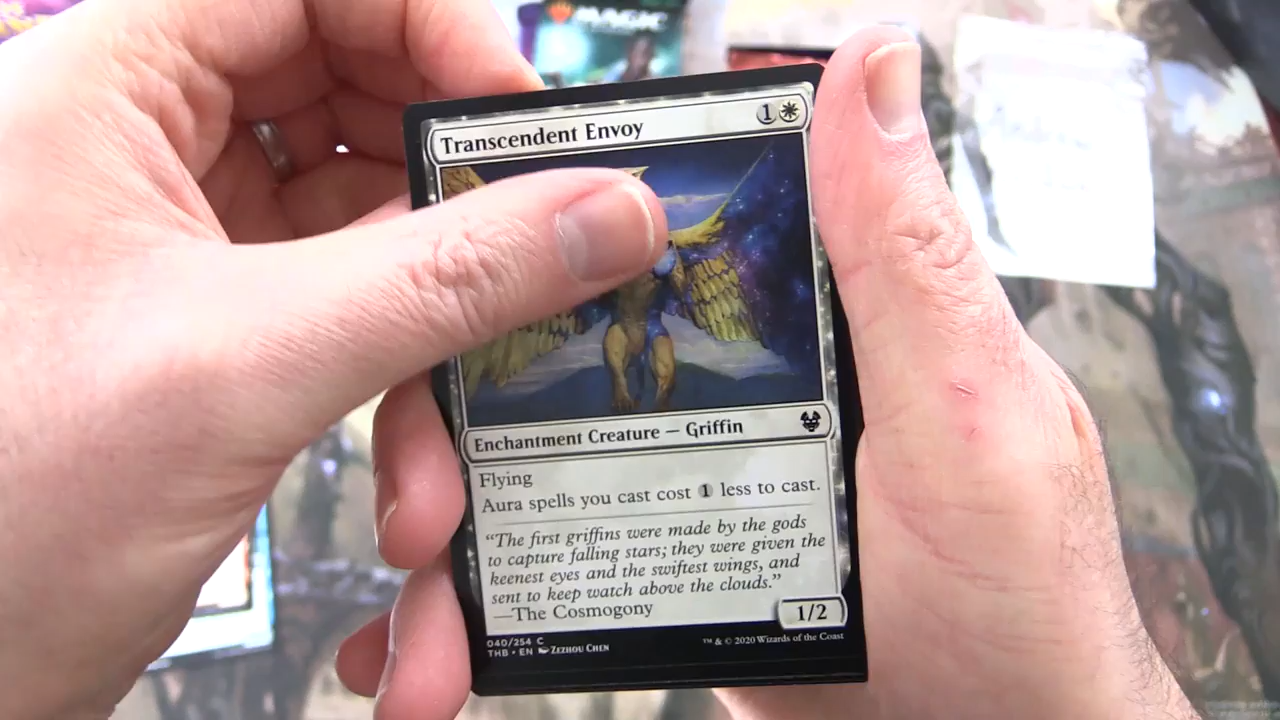 MAGIC
Transcendent Envoy 1
Enchantment Creature — Griffin
Flying
Aura spells you cast cost 1 less to cast.
“The first griffins were made by the gods
to capture falling stars; they were given the
keenest eyes and the swiftest wings, and
sent to keep watch above the clouds.”
—The Cosmogony
1/2
040/254 C
THB • EN ZEZHOU CHEN
™ & © 2020 Wizards of the Coast